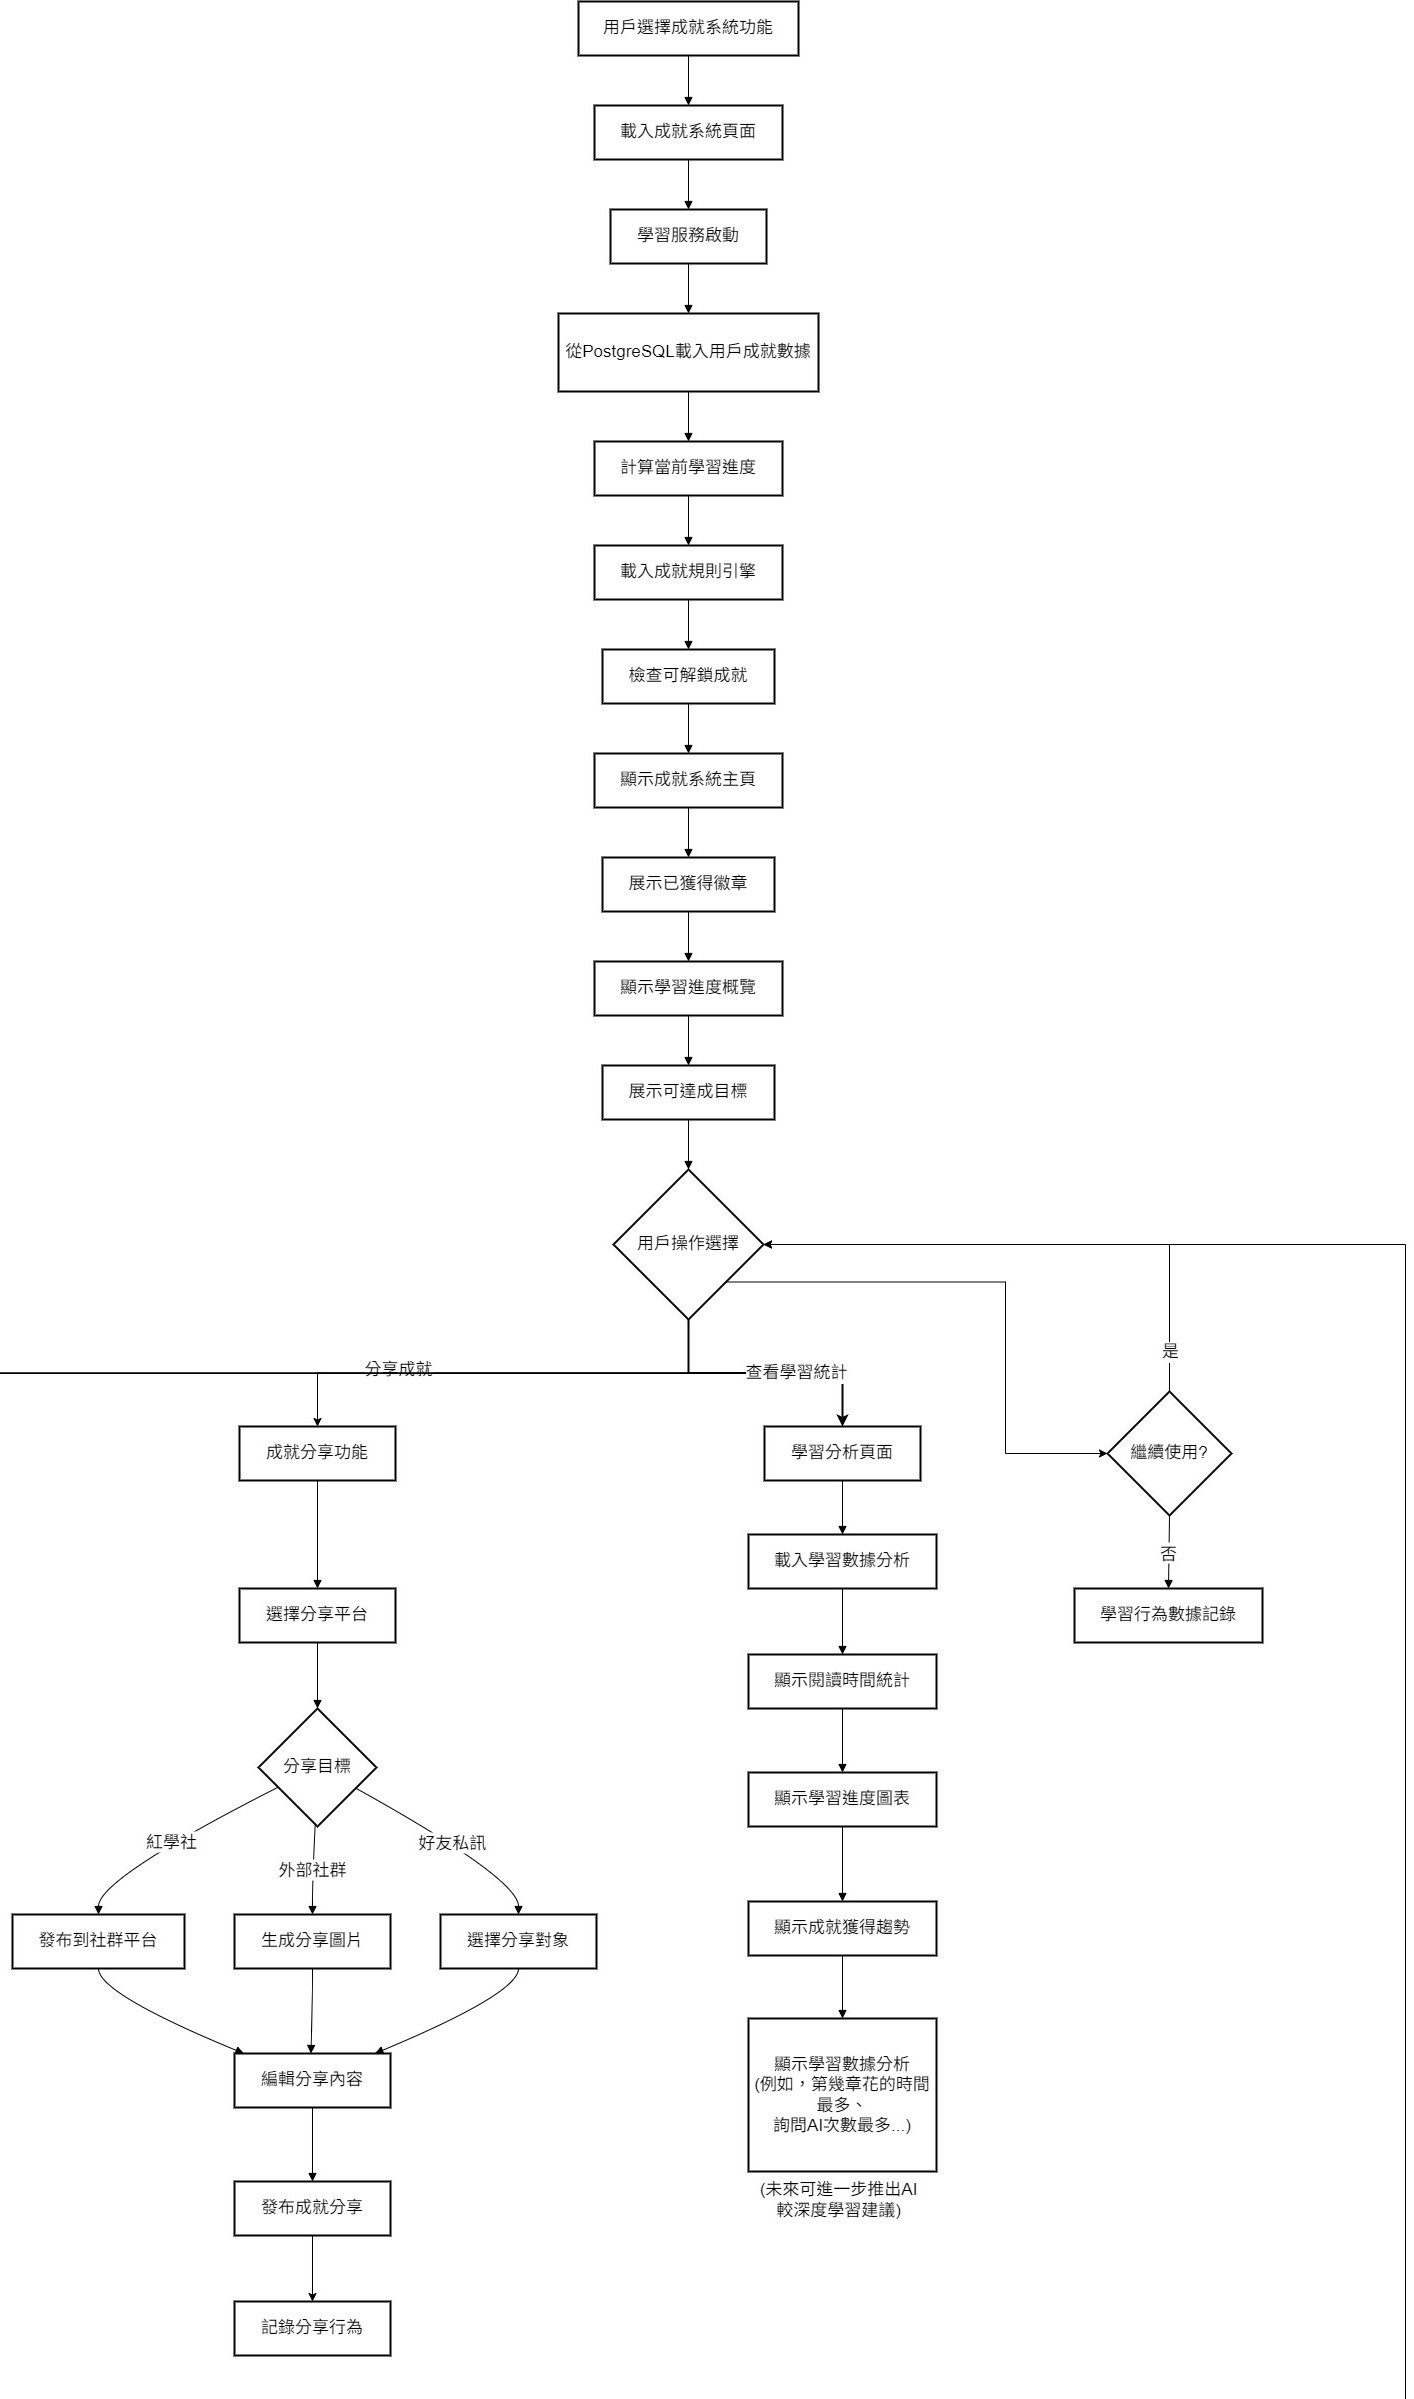 用戶選擇成就系統功能
載入成就系統頁面
學習服務啟動
從PostgreSQL載入用戶成就數據
計算當前學習進度
載入成就規則引擎
檢查可解鎖成就
顯示成就系統主頁
展示已獲得徽章
顯示學習進度概覽
展示可達成目標
用戶操作選擇
是
分享成就
查看學習統計
成就分享功能
學習分析頁面
繼續使用?
載入學習數據分析
否
選擇分享平台
學習行為數據記錄
顯示閱讀時間統計
分享目標
顯示學習進度圖表
紅學社
好友私訊
外部社群
顯示成就獲得趨勢
發布到社群平台
生成分享圖片
選擇分享對象
編輯分享內容
顯示學習數據分析
(例如，第幾章花的時間
最多、
詢問AI次數最多...)
(未來可進一步推出AI
較深度學習建議)
發布成就分享
記錄分享行為